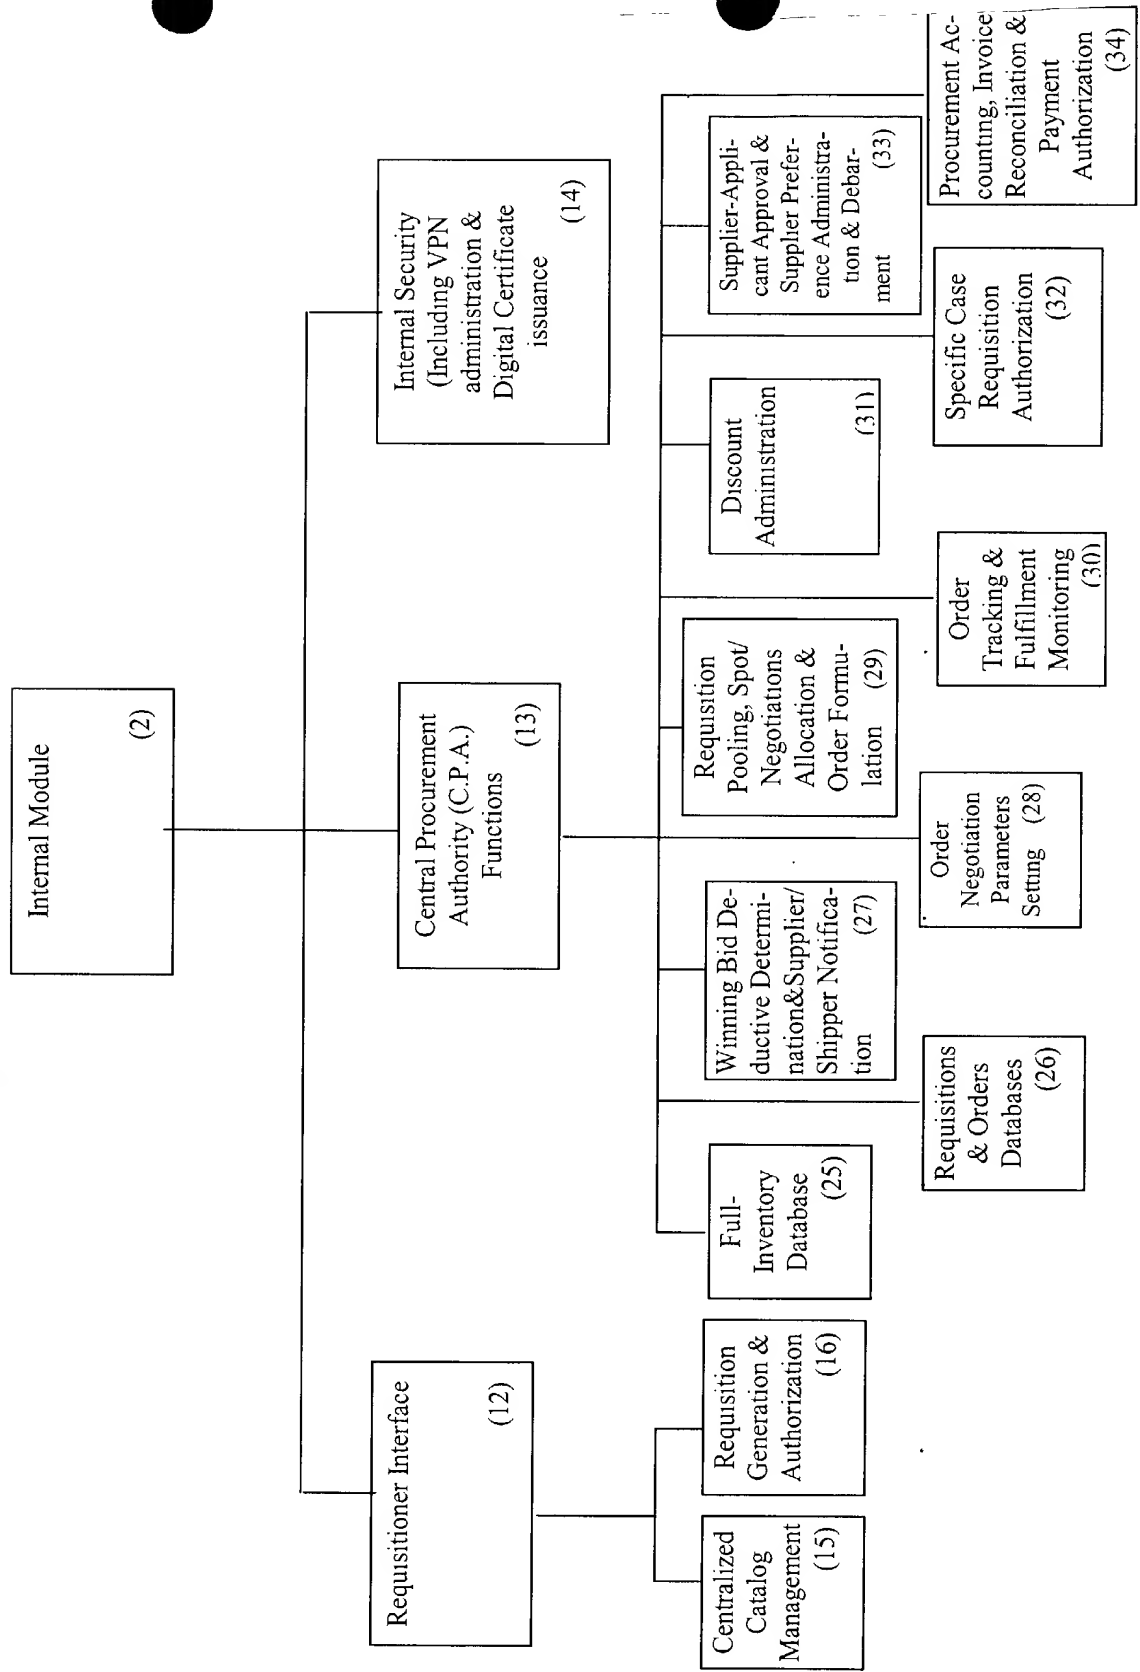 Internal Module
(2)
Requisitioner Interface
(12)
Central Procurement
Authority (C.P.A.)
Functions
(13)
Internal Security
(Including VPN
administration &
Digital Certificate
issuance
(14)
Centralized
Catalog
Management
(15)
Requisition
Generation &
Authorization
(16)
Full-
Inventory
Database
(25)
Requisitions
& Orders
Databases
(26)
Winning Bid De-
ductive Determi-
nation&Supplier/
Shipper Notifica-
tion (27)
Order
Negotiation
Parameters
Setting (28)
Requisition
Pooling, Spot/
Negotiations
Allocation &
Order Formu-
lation (29)
Order
Tracking &
Fulfillment
Monitoring
(30)
Discount
Administration
(31)
Specific Case
Requisition
Authorization
(32)
Supplier-Appli-
cant Approval &
Supplier Prefer-
ence Administra-
tion & Debar-
ment (33)
Procurement Ac-
counting, Invoice
Reconciliation &
Payment
Authorization
(34)